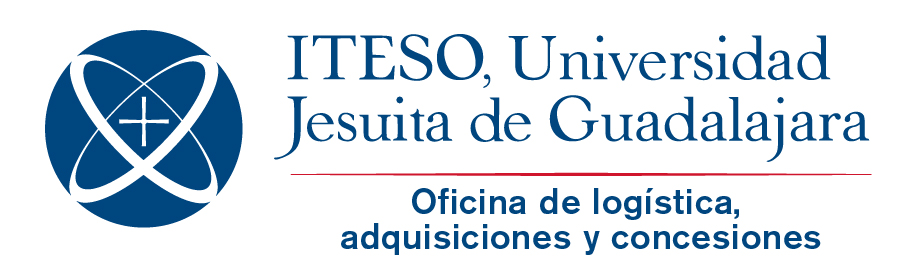 ITESO, Universidad
Jesuita de Guadalajara
Oficina de logística,
adquisiciones y concesiones